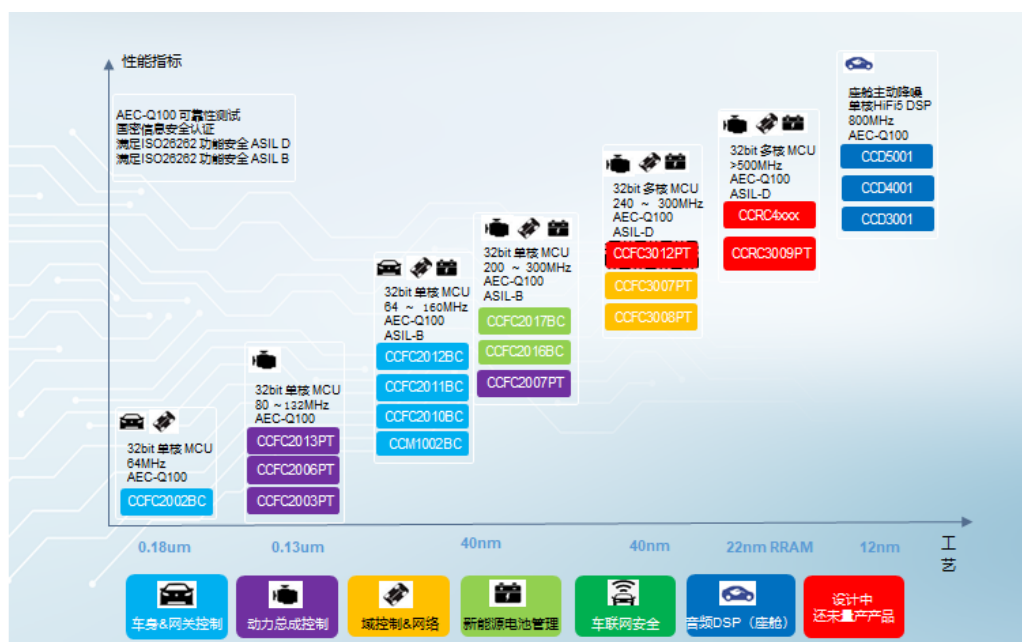 性能指标
AEC-Q100 可靠性测试
国密信息安全认证
满足ISO26262 功能安全 ASIL D
满足ISO26262 功能安全 ASIL B
32bit 单核 MCU
64MHz
AEC-Q100
CCFC2002BC
32bit 单核 MCU
80 ~132MHz
AEC-Q100
CCFC2013PT
CCFC2006PT
CCFC2003PT
32bit 单核 MCU
64 ~ 160MHz
AEC-Q100
ASIL-B
CCFC2012BC
CCFC2011BC
CCFC2010BC
CCM1002BC
32bit 单核 MCU
200 ~ 300MHz
AEC-Q100
ASIL-B
CCFC2017BC
CCFC2016BC
CCFC2007PT
32bit 多核 MCU
240 ~ 300MHz
AEC-Q100
ASIL-D
CCFC3012PT
CCFC3007PT
CCFC3008PT
32bit 多核 MCU
>500MHz
AEC-Q100
ASIL-D
CCRC4xxx
CCRC3009PT
座舱主动降噪
单核HiFi5 DSP
800MHz
AEC-Q100
CCD5001
CCD4001
CCD3001
0.18um
0.13um
40nm
40nm
22nm RRAM
12nm
工
艺
车身&网关控制
动力总成控制
域控制&网络
新能源电池管理
车联网安全
音频DSP（座舱）
设计中
还未量产产品